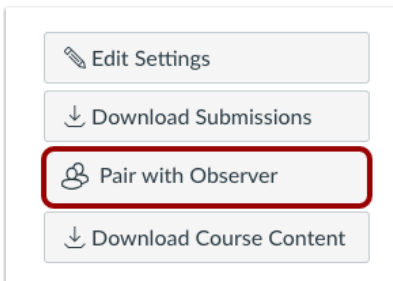 Edit Settings
Download Submissions
Pair with Observer
Download Course Content